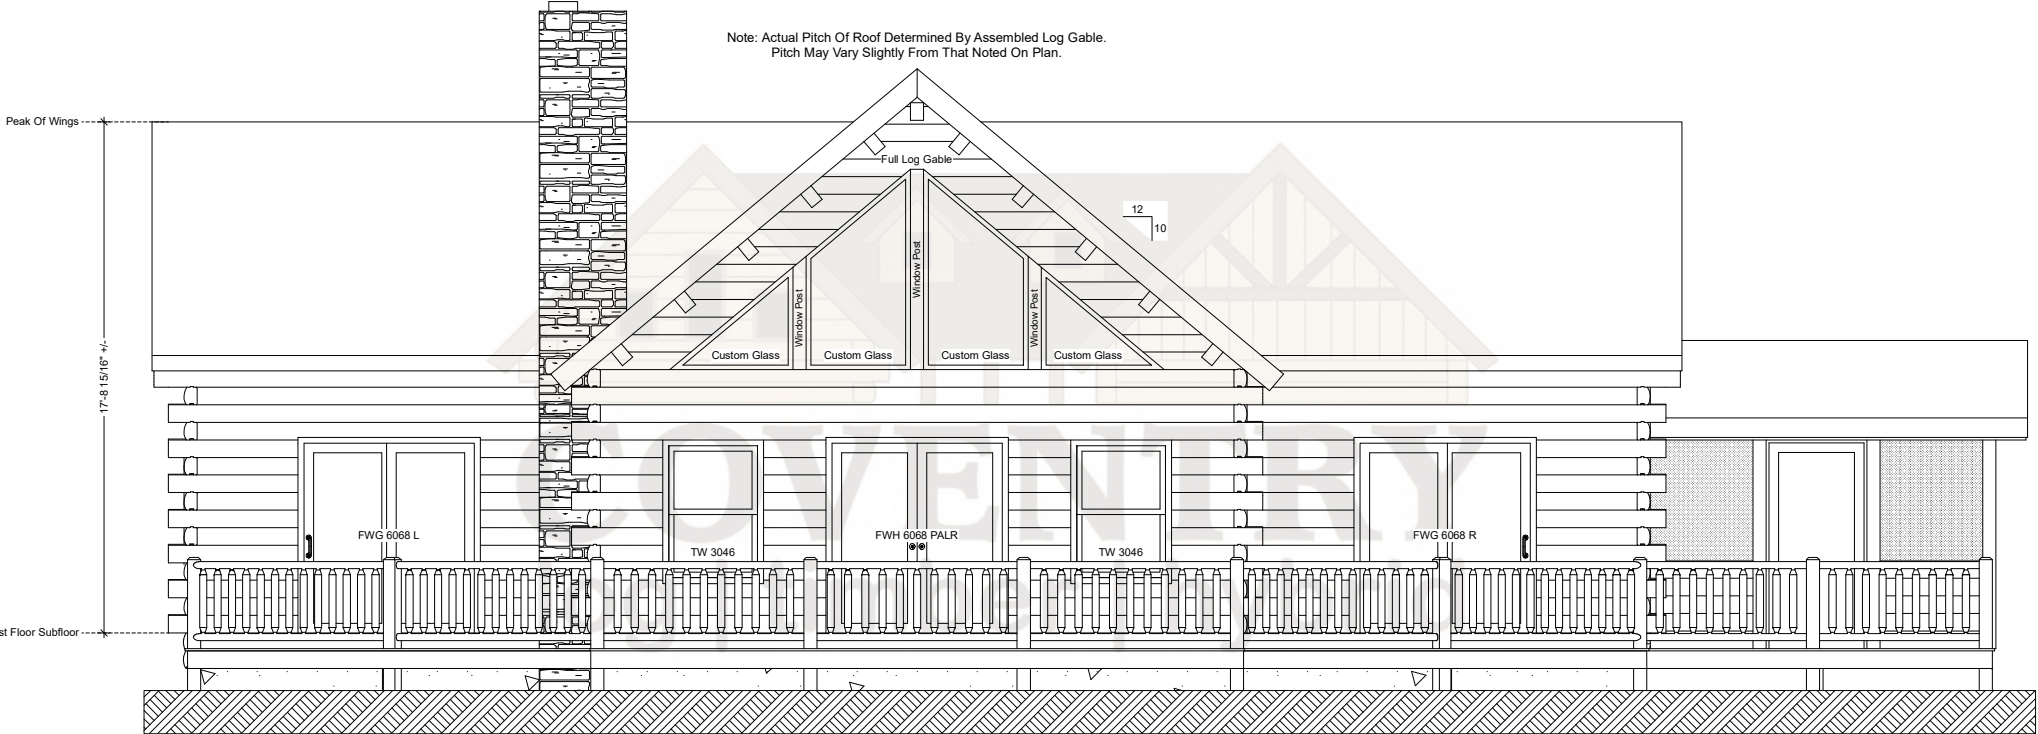 Note: Actual Pitch Of Roof Determined By Assembled Log Gable.
Pitch May Vary Slightly From That Noted On Plan.
Peak Of Wings
Full Log Gable
12
10
Window Post
Window Post
Window Post
Custom Glass
Custom Glass
Custom Glass
Custom Glass
17'-8 15/16" +/-
COVENTRY
FWG 6068 L
FWH 6068 PALR
FWG 6068 R
TW 3046
TW 3046
log | timber | hybrid
st Floor Subfloor